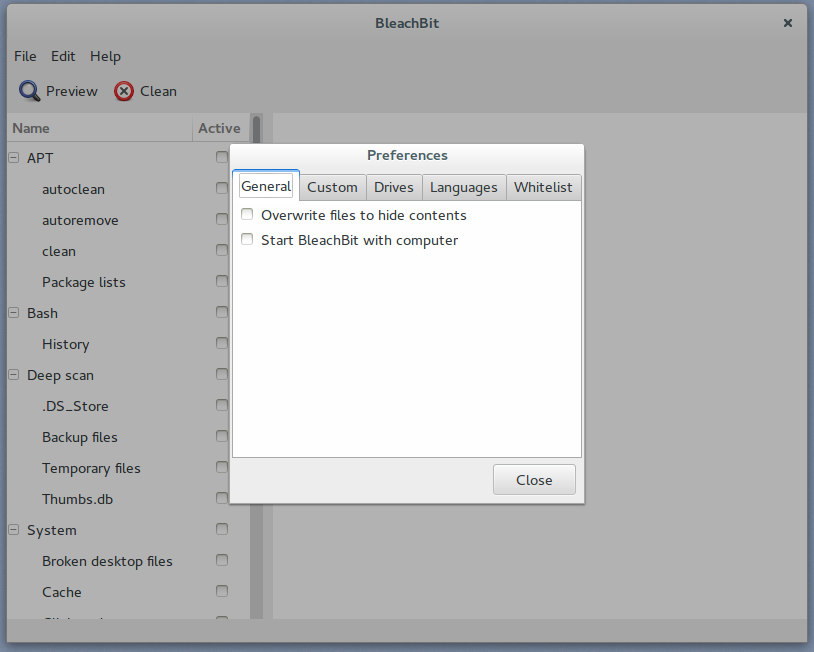 BleachBit
File Edit Help
Preview Clean
Name Active
APT
autoclean
autoremove
clean
Package lists
Bash
History
Deep scan
.DS_Store
Backup files
Temporary files
Thumbs.db
System
Broken desktop files
Cache
Preferences
General Custom Drives Languages Whitelist
Overwrite files to hide contents
Start BleachBit with computer
Close